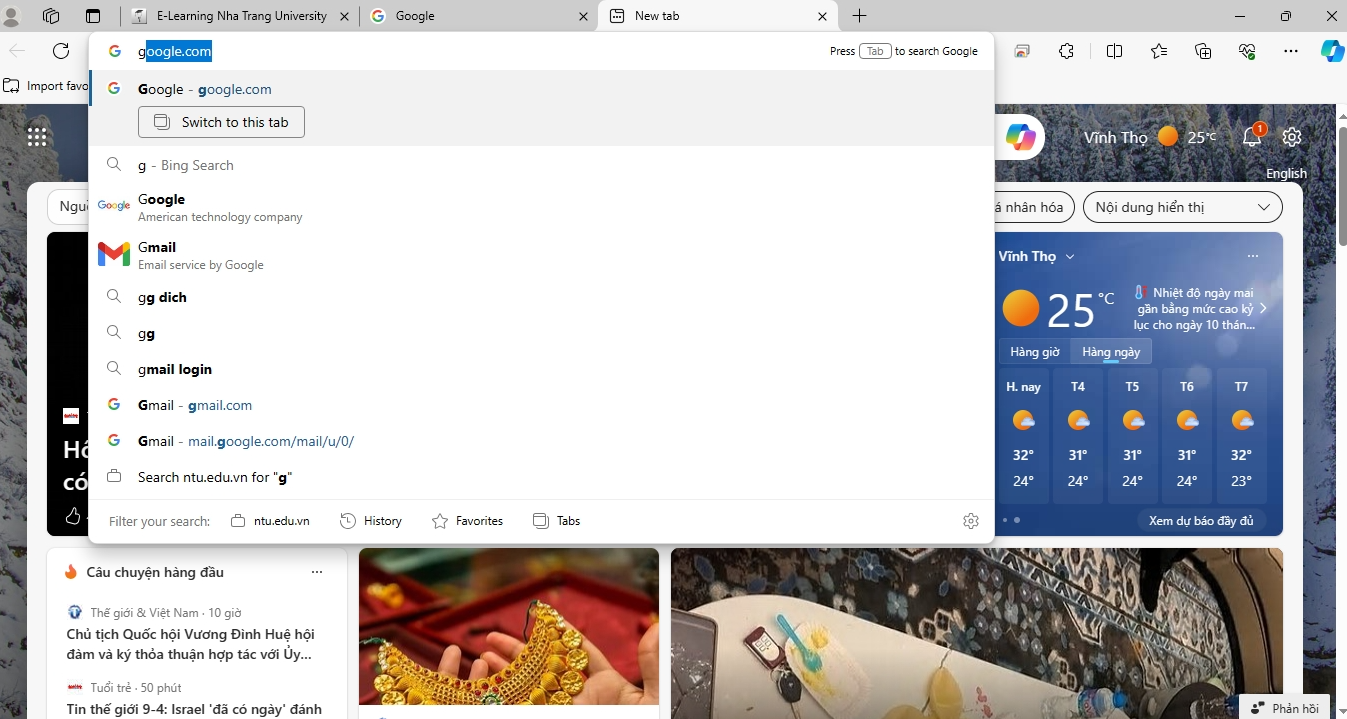 E-Learning Nha Trang University
Google
New tab
google.com
Press Tab to search Google
Import favo
Google - google.com
Switch to this tab
g - Bing Search
Google
American technology company
Gmail
Email service by Google
gg dich
gg
gmail login
Gmail - gmail.com
Gmail - mail.google.com/mail/u/0/
Search ntu.edu.vn for "g"
Filter your search: ntu.edu.vn History Favorites Tabs
Vĩnh Thọ 25°C
1
English
á nhân hóa
Nội dung hiển thị
Vĩnh Thọ
25 °C
Nhiệt độ ngày mai
gần bằng mức cao kỷ
lục cho ngày 10 thán...
Hàng giờ Hàng ngày
H. nay T4 T5 T6 T7
32° 31° 31° 31° 32°
24° 24° 24° 24° 23°
Xem dự báo đầy đủ
có
Câu chuyện hàng đầu
Thế giới & Việt Nam · 10 giờ
Chủ tịch Quốc hội Vương Đình Huệ hội
đàm và ký thỏa thuận hợp tác với Ủy...
Tuổi trẻ · 50 phút
Tin thế giới 9-4: Israel 'đã có ngày' đánh
Google
Phản hồi